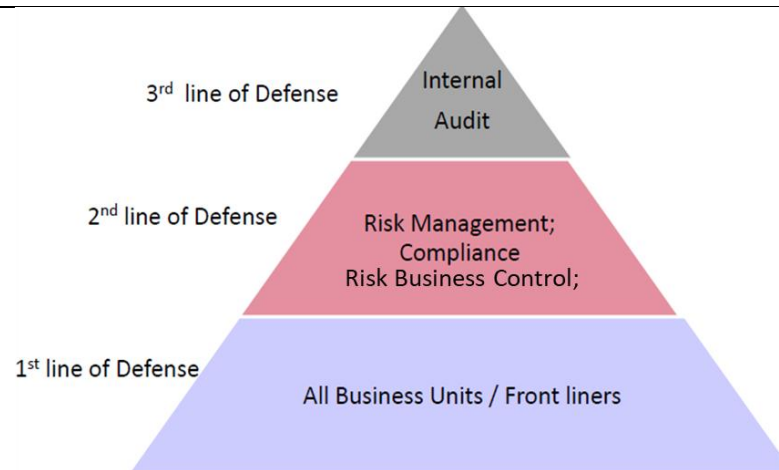 3rd line of Defense
Internal
Audit
2nd line of Defense
Risk Management;
Compliance
Risk Business Control;
1st line of Defense
All Business Units / Front liners